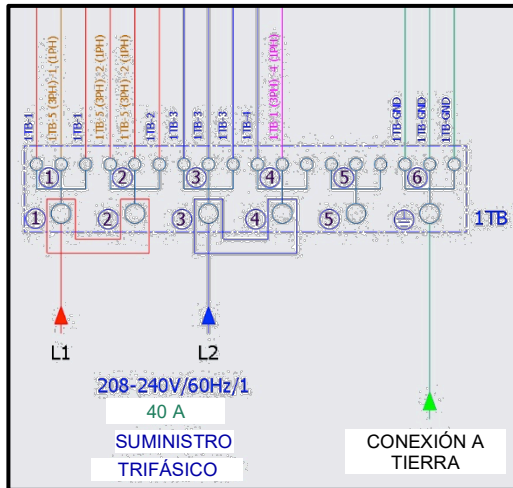 1TB-1
1TB-5 (3PH) -1 (1PH)
1TB-1
1TB-5 (3PH) -2 (1PH)
1TB-5 (3PH) -2 (1PH)
1TB-2
1TB-3
1TB-3
1TB-3
1TB-4
1TB-1 (3PH) -4 (1PH)
1TB-GND
1TB-GND
1TB-GND
1 2 3 4 5 6
1 2 3 4 5 1TB
L1 L2
208-240V/60Hz/1
40 A
SUMINISTRO
TRIFÁSICO
CONEXIÓN A
TIERRA